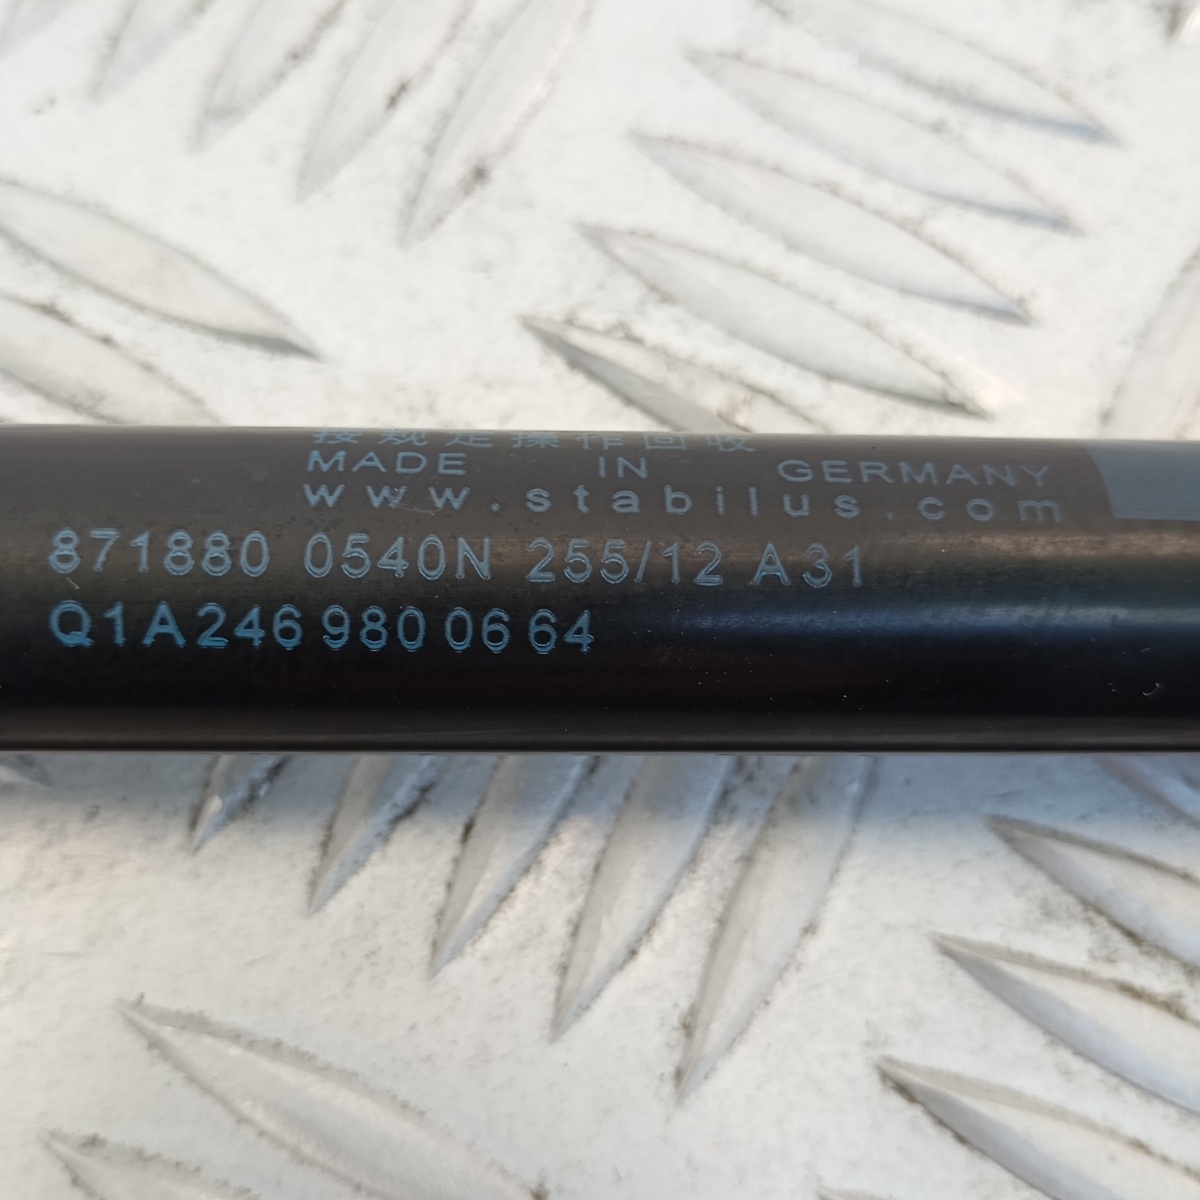 按规定操作回收
MADE IN GERMANY
www.stabilus.com
871880 0540N 255/12 A31
Q1A246 980 06 64